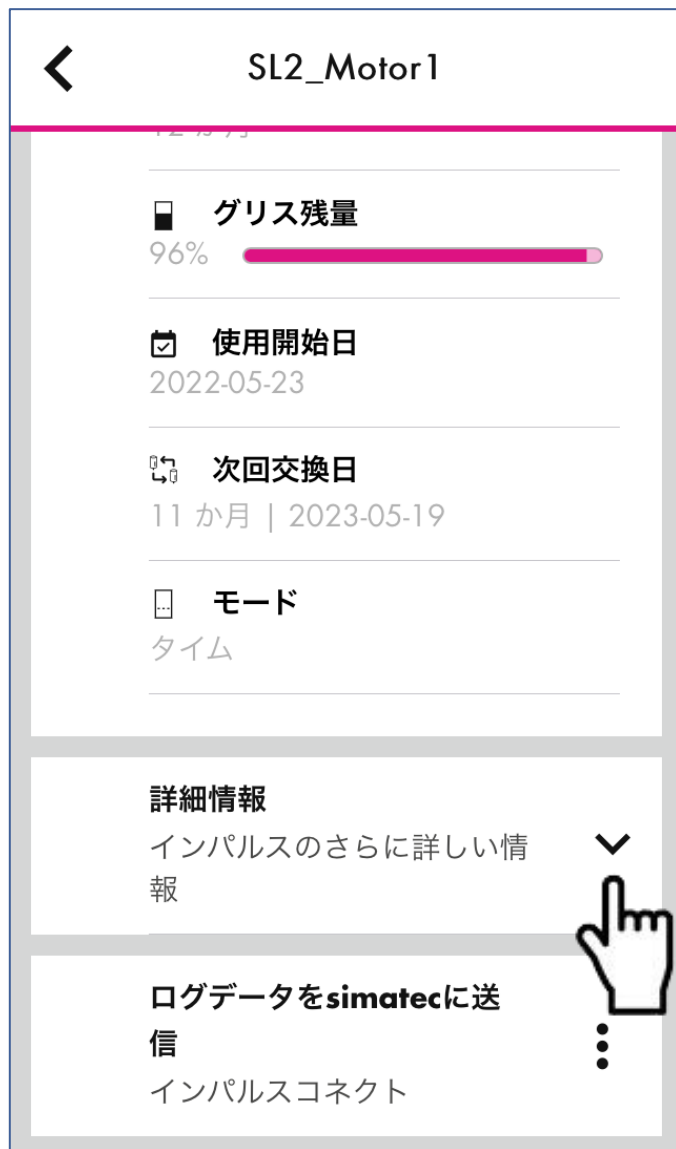 SL2_Motor1
グリス残量
96%
使用開始日
2022-05-23
次回交換日
11 か月 | 2023-05-19
モード
タイム
詳細情報
インパルスのさらに詳しい情
報
ログデータをsimatecに送
信
インパルスコネクト